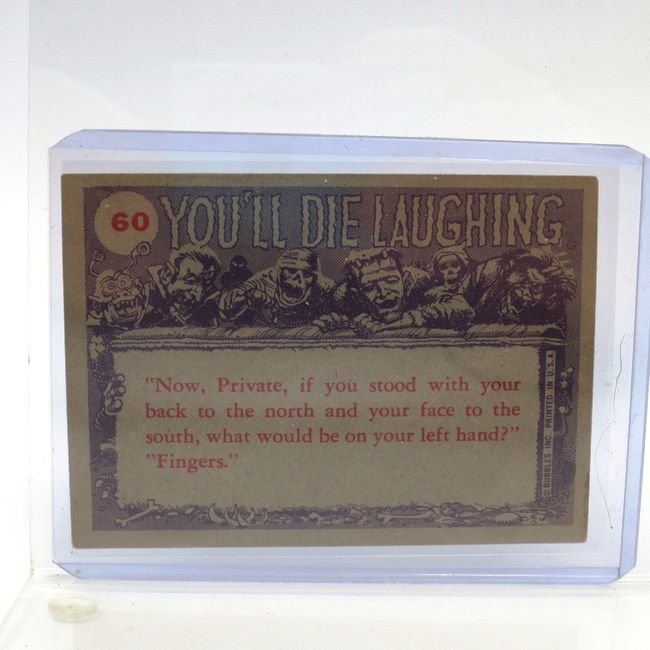 60
YOU'LL DIE LAUGHING
"Now, Private, if you stood with your
back to the north and your face to the
south, what would be on your left hand?"
"Fingers."
© BUBBLES INC. PRINTED IN U.S.A.